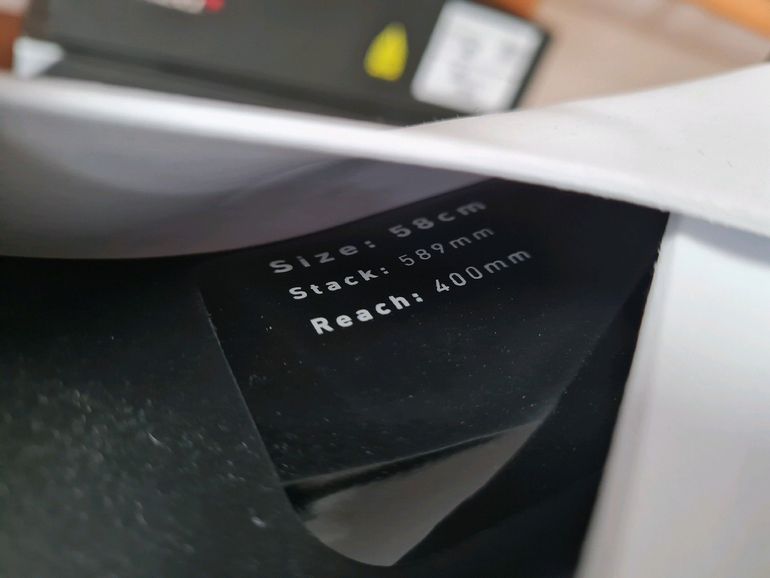 Size: 58cm
Stack: 589mm
Reach: 400mm